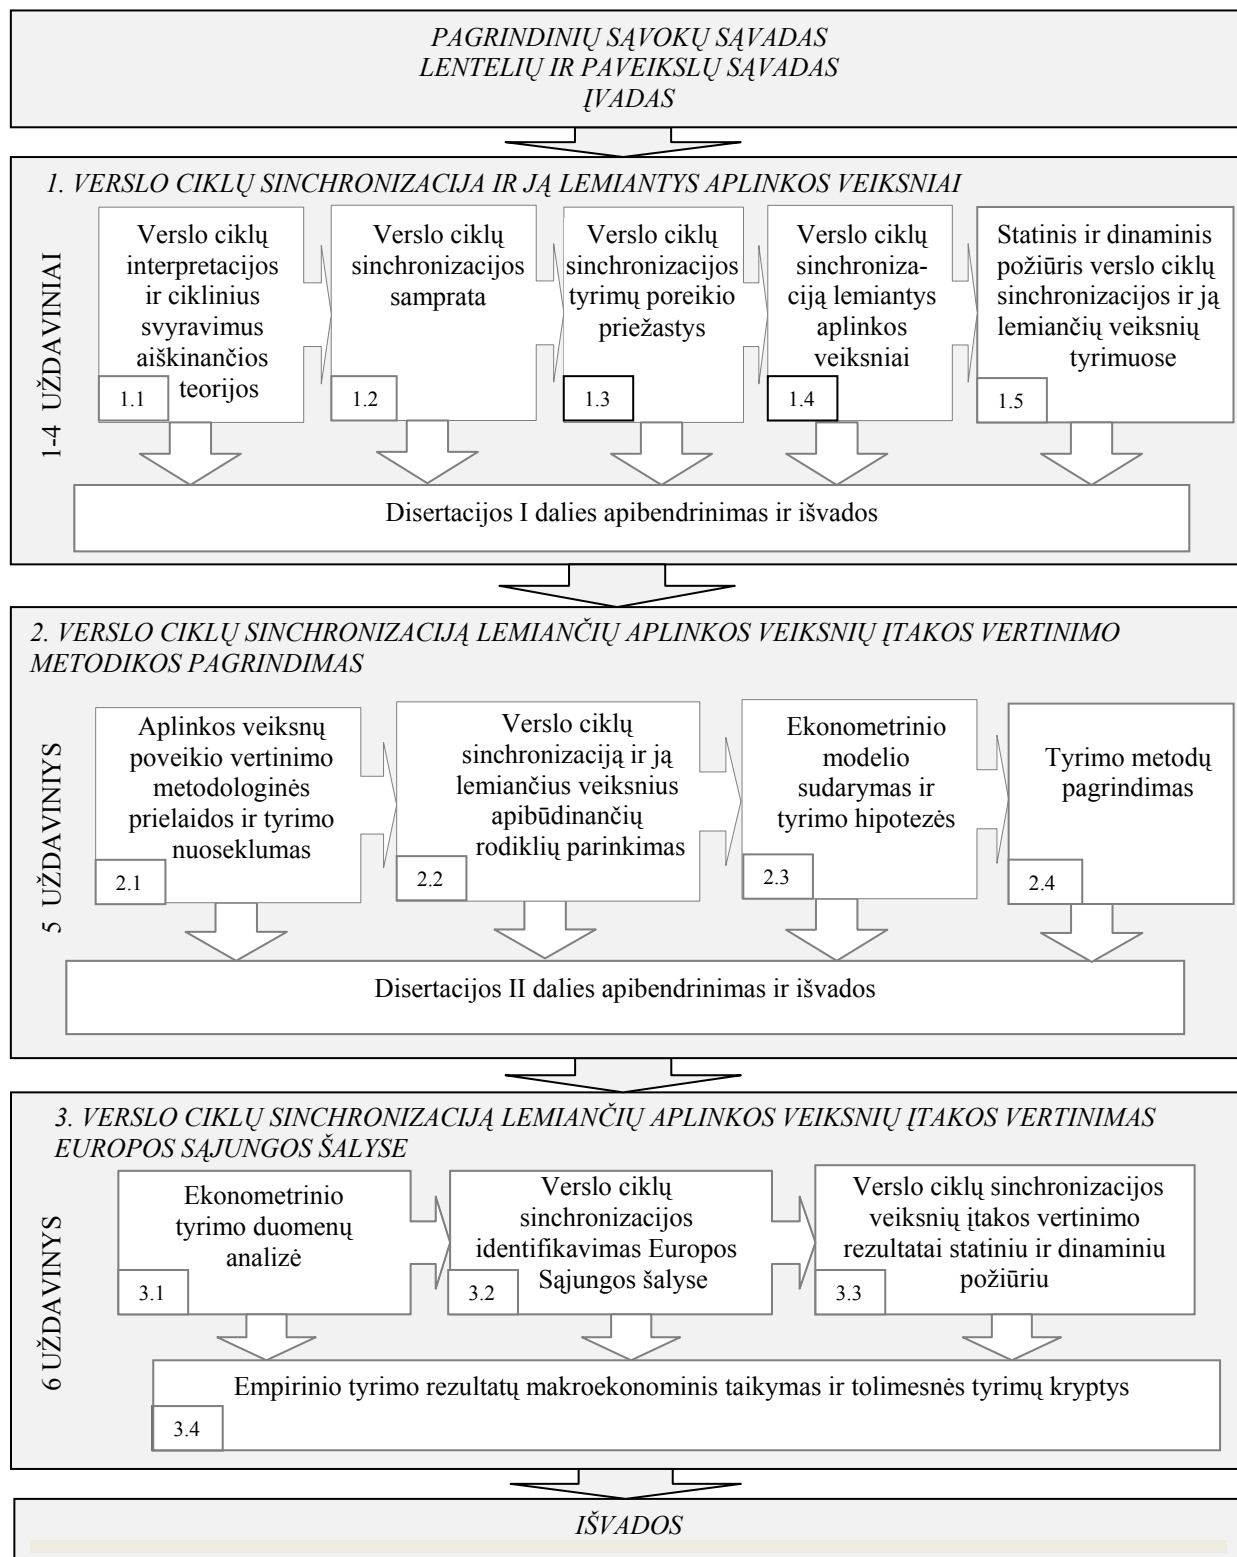 PAGRINDINIŲ SĄVOKŲ SĄVADAS
LENTELIŲ IR PAVEIKSLŲ SĄVADAS
ĮVADAS
1. VERSLO CIKLŲ SINCHRONIZACIJA IR JĄ LEMIANTYS APLINKOS VEIKSNIAI
1-4 UŽDAVINIAI
Verslo ciklų
interpretacijos
ir ciklinius
svyravimus
aiškinančios
teorijos
1.1
Verslo ciklų
sinchronizacijos
samprata
1.2
Verslo ciklų
sinchronizacijos
tyrimų poreikio
priežastys
1.3
Verslo ciklų
sinchroniza-
ciją lemiantys
aplinkos
veiksniai
1.4
Statinis ir dinaminis
požiūris verslo ciklų
sinchronizacijos ir ją
lemiančių veiksnių
tyrimuose
1.5
Disertacijos I dalies apibendrinimas ir išvados
2. VERSLO CIKLŲ SINCHRONIZACIJĄ LEMIANČIŲ APLINKOS VEIKSNIŲ ĮTAKOS VERTINIMO
METODIKOS PAGRINDIMAS
5 UŽDAVINYS
Aplinkos veiksnų
poveikio vertinimo
metodologinės
prielaidos ir tyrimo
nuoseklumas
2.1
Verslo ciklų
sinchronizaciją ir ją
lemiančius veiksnius
apibūdinančių
rodiklių parinkimas
2.2
Ekonometrinio
modelio
sudarymas ir
tyrimo hipotezės
2.3
Tyrimo metodų
pagrindimas
2.4
Disertacijos II dalies apibendrinimas ir išvados
3. VERSLO CIKLŲ SINCHRONIZACIJĄ LEMIANČIŲ APLINKOS VEIKSNIŲ ĮTAKOS VERTINIMAS
EUROPOS SĄJUNGOS ŠALYSE
6 UŽDAVINYS
Ekonometrinio
tyrimo duomenų
analizė
3.1
Verslo ciklų
sinchronizacijos
identifikavimas Europos
Sąjungos šalyse
3.2
Verslo ciklų sinchronizacijos
veiksnių įtakos vertinimo
rezultatai statiniu ir dinaminiu
požiūriu
3.3
Empirinio tyrimo rezultatų makroekonominis taikymas ir tolimesnės tyrimų kryptys
3.4
IŠVADOS